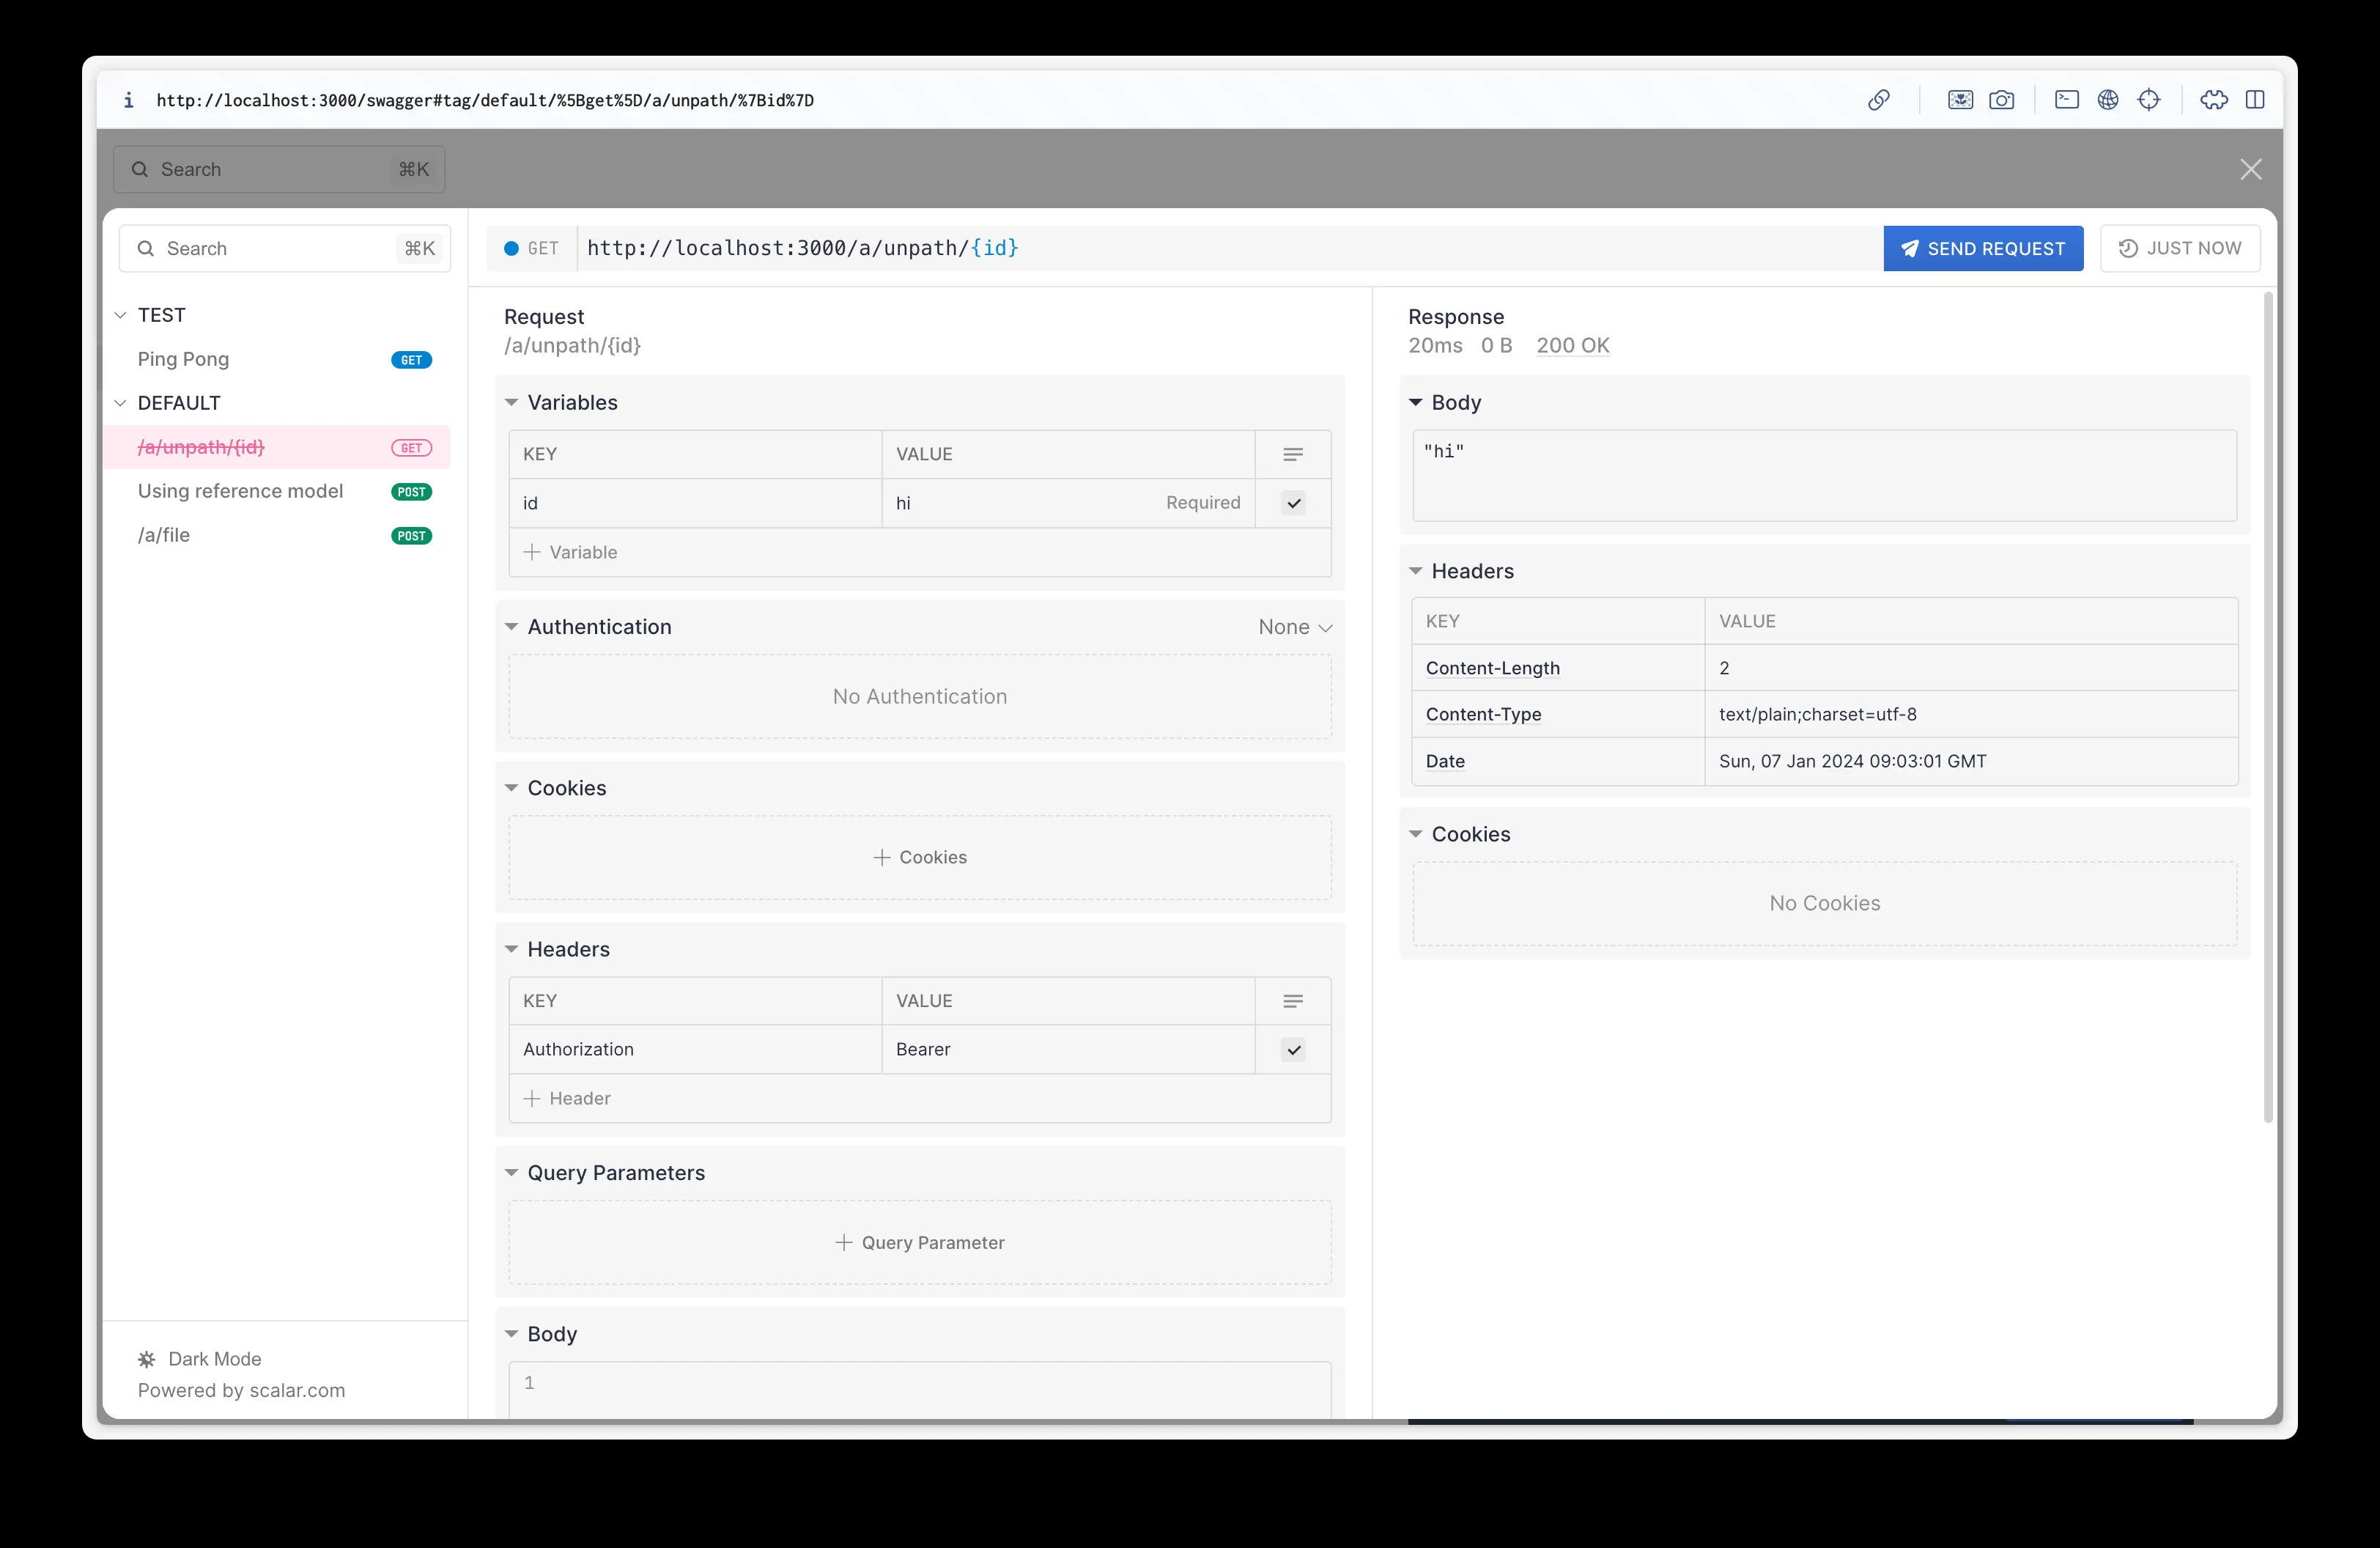 i http://localhost:3000/swagger#tag/default/%5Bget%5D/a/unpath/%7Bid%7D
Search ⌘K
Search ⌘K
TEST
Ping Pong GET
DEFAULT
/a/unpath/{id} GET
Using reference model POST
/a/file POST
Dark Mode
Powered by scalar.com
GET http://localhost:3000/a/unpath/{id} SEND REQUEST JUST NOW
Request
/a/unpath/{id}
Variables
KEY VALUE
id hi Required
Variable
Authentication None
No Authentication
Cookies
Cookies
Headers
KEY VALUE
Authorization Bearer
Header
Query Parameters
Query Parameter
Body
1
Response
20ms 0 B 200 OK
Body
"hi"
Headers
KEY VALUE
Content-Length 2
Content-Type text/plain;charset=utf-8
Date Sun, 07 Jan 2024 09:03:01 GMT
Cookies
No Cookies